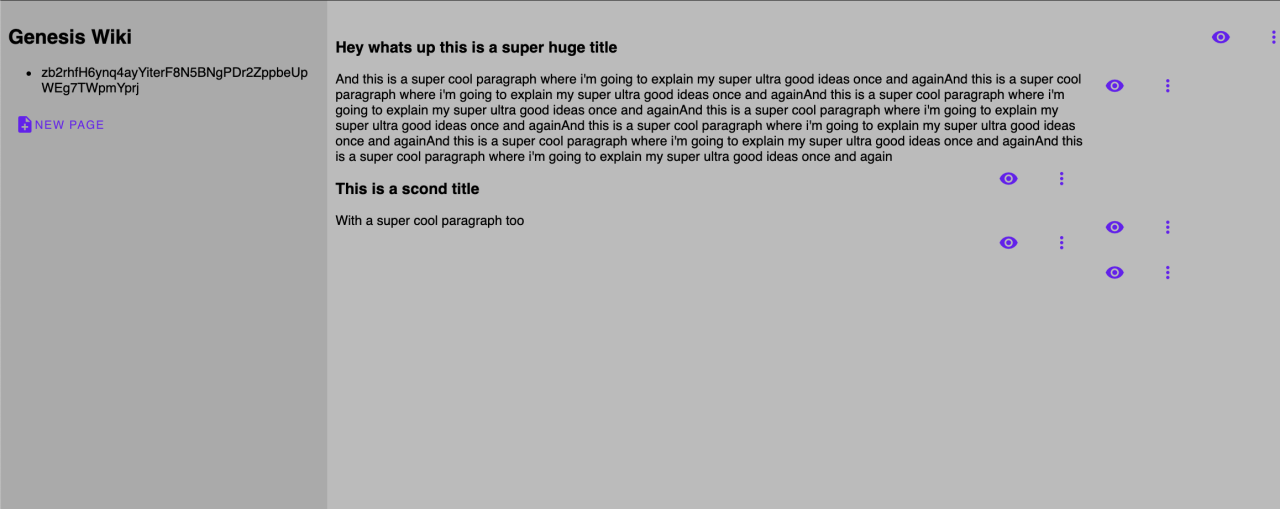 Genesis Wiki
zb2rhfH6ynq4ayYiterF8N5BNgPDr2ZppbeUp
WEg7TWpmYprj
NEW PAGE
Hey whats up this is a super huge title
And this is a super cool paragraph where i'm going to explain my super ultra good ideas once and againAnd this is a super cool
paragraph where i'm going to explain my super ultra good ideas once and againAnd this is a super cool paragraph where i'm
going to explain my super ultra good ideas once and againAnd this is a super cool paragraph where i'm going to explain my
super ultra good ideas once and againAnd this is a super cool paragraph where i'm going to explain my super ultra good ideas
once and againAnd this is a super cool paragraph where i'm going to explain my super ultra good ideas once and againAnd this
is a super cool paragraph where i'm going to explain my super ultra good ideas once and again
This is a scond title
With a super cool paragraph too